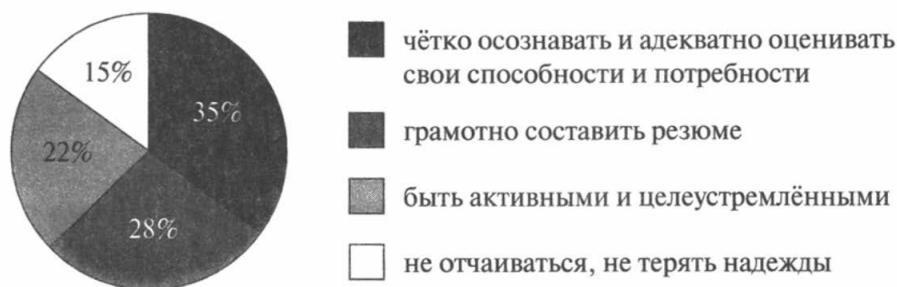 15%
35%
22%
28%
чётко осознавать и адекватно оценивать
свои способности и потребности
грамотно составить резюме
быть активными и целеустремлёнными
не отчаиваться, не терять надежды